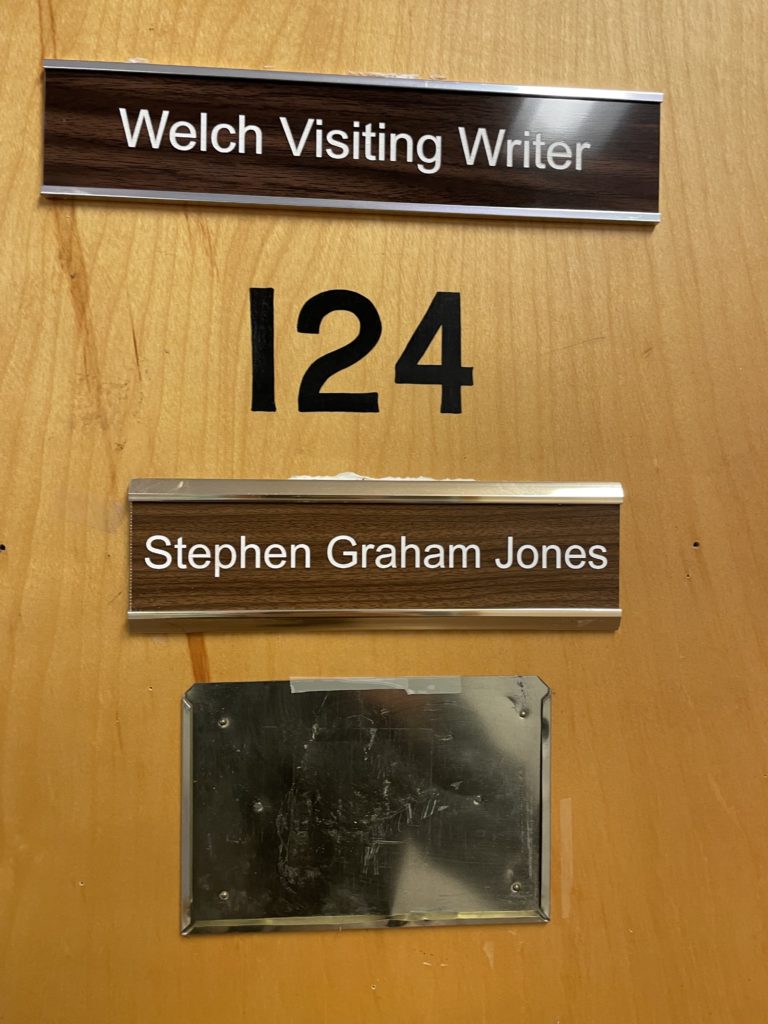 Welch Visiting Writer
124
Stephen Graham Jones